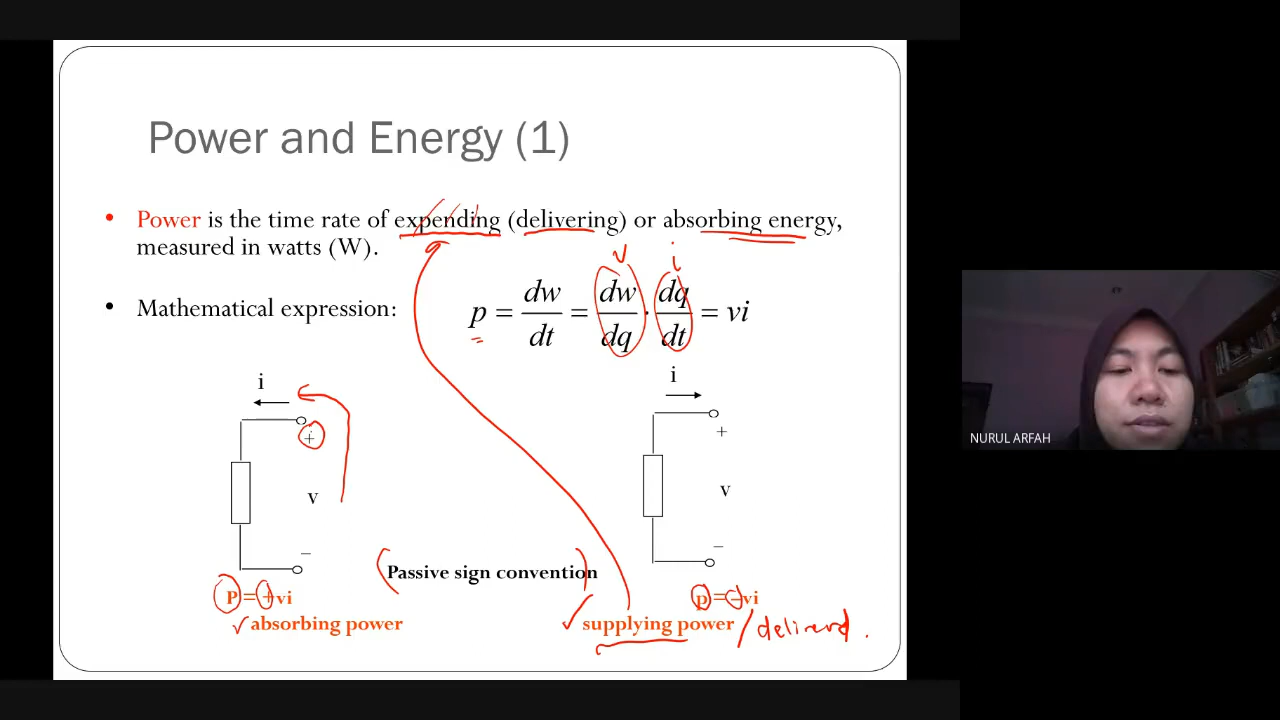 Power and Energy (1)
• Power is the time rate of expending (delivering) or absorbing energy,
measured in watts (W).
v i
• Mathematical expression:
p = dw/dt = dw/dq · dq/dt = vi
i
i
+
+
v
v
–
–
(Passive sign convention)
P = +vi
p = –vi
✓ absorbing power
✓ supplying power /
NURUL ARFAH